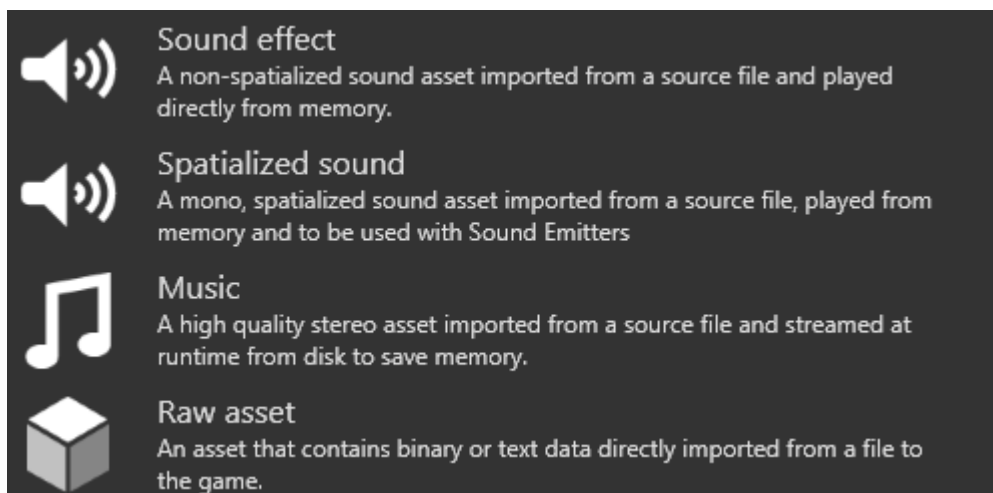 Sound effect
A non-spatialized sound asset imported from a source file and played
directly from memory.
Spatialized sound
A mono, spatialized sound asset imported from a source file, played from
memory and to be used with Sound Emitters
Music
A high quality stereo asset imported from a source file and streamed at
runtime from disk to save memory.
Raw asset
An asset that contains binary or text data directly imported from a file to
the game.